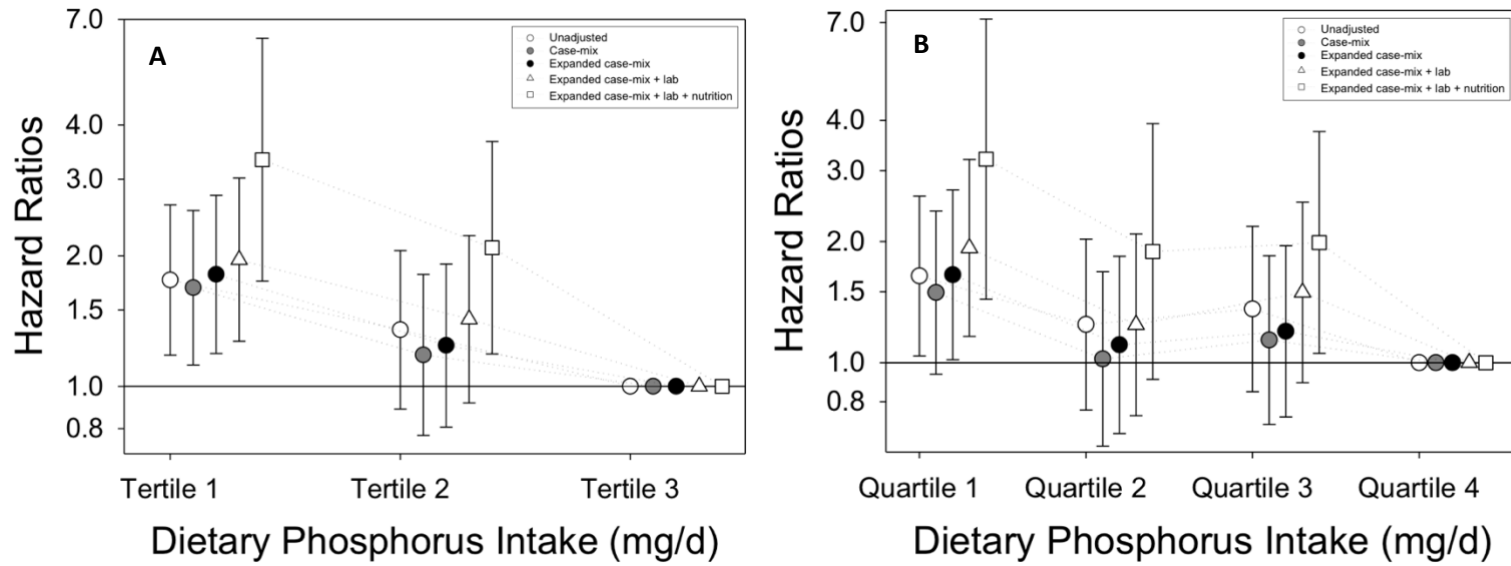 A
Unadjusted
Case-mix
Expanded case-mix
Expanded case-mix + lab
Expanded case-mix + lab + nutrition
Hazard Ratios
7.0
4.0
3.0
2.0
1.5
1.0
0.8
Tertile 1 Tertile 2 Tertile 3
Dietary Phosphorus Intake (mg/d)
B
Unadjusted
Case-mix
Expanded case-mix
Expanded case-mix + lab
Expanded case-mix + lab + nutrition
Hazard Ratios
7.0
4.0
3.0
2.0
1.5
1.0
0.8
Quartile 1 Quartile 2 Quartile 3 Quartile 4
Dietary Phosphorus Intake (mg/d)